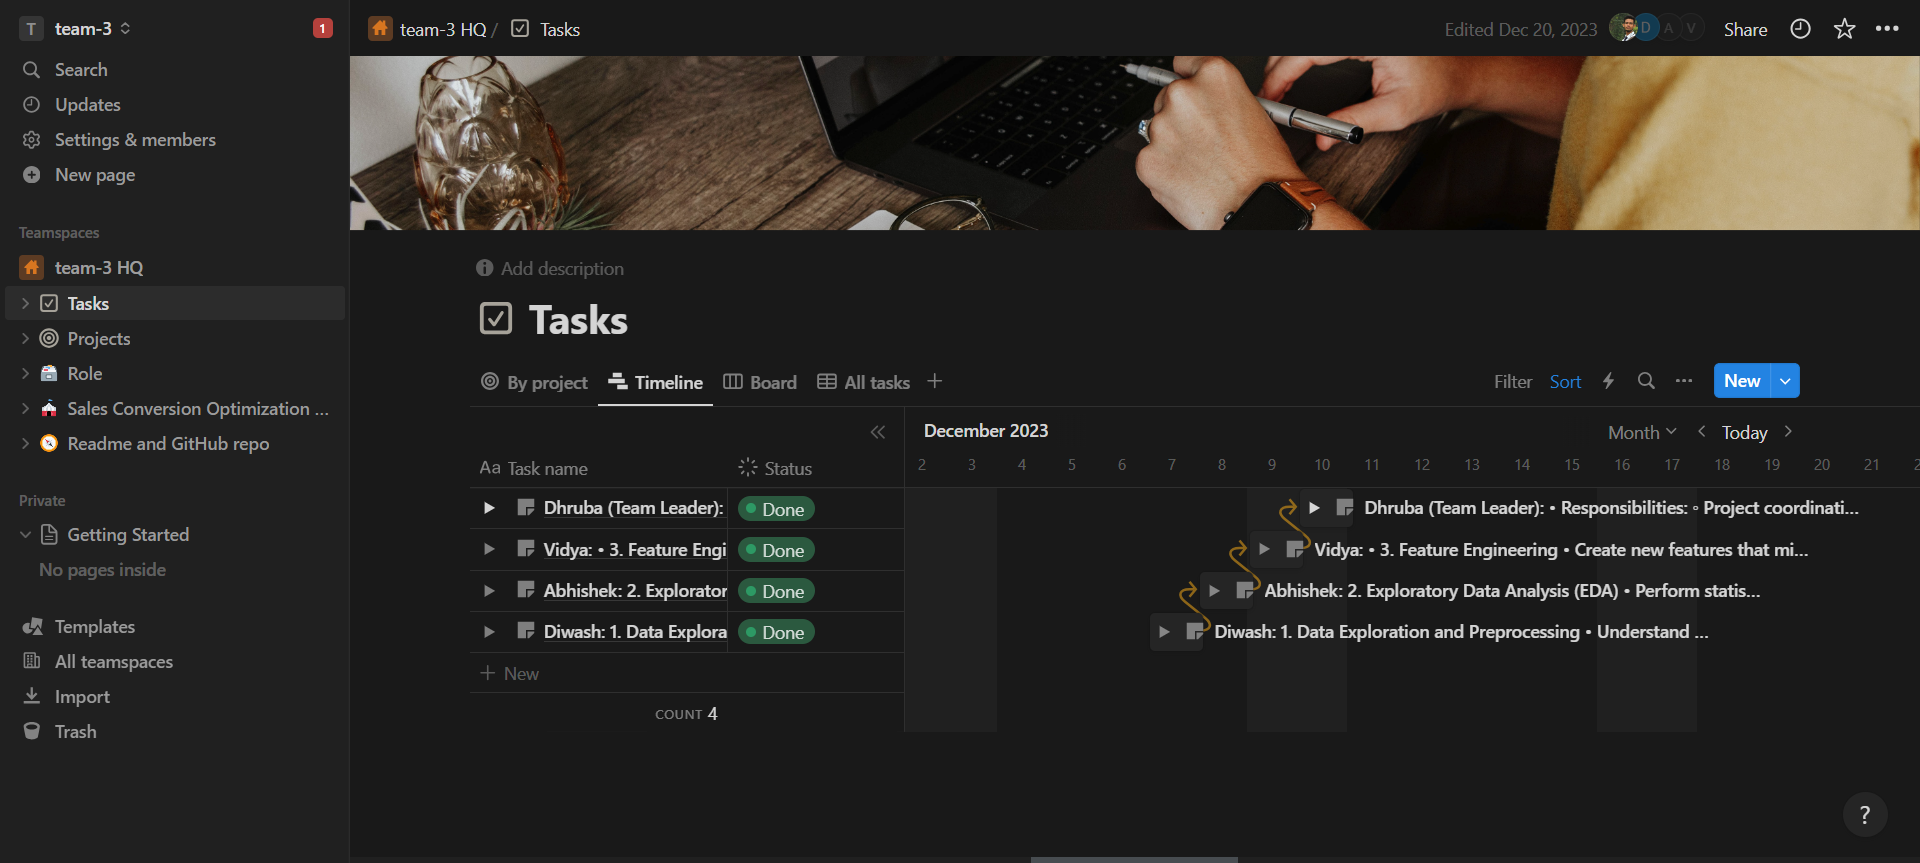 T team-3 1
Search
Updates
Settings & members
New page
Teamspaces
team-3 HQ
Tasks
Projects
Role
Sales Conversion Optimization ...
Readme and GitHub repo
Private
Getting Started
No pages inside
Templates
All teamspaces
Import
Trash
team-3 HQ / Tasks
Edited Dec 20, 2023 D A V Share
Add description
Tasks
By project Timeline Board All tasks
Filter Sort New
December 2023 Month Today
Aa Task name Status
2 3 4 5 6 7 8 9 10 11 12 13 14 15 16 17 18 19 20 21
Dhruba (Team Leader): Done
Dhruba (Team Leader): • Responsibilities: ◦ Project coordinati...
Vidya: • 3. Feature Engi Done
Vidya: • 3. Feature Engineering • Create new features that mi...
Abhishek: 2. Explorator Done
Abhishek: 2. Exploratory Data Analysis (EDA) • Perform statis...
Diwash: 1. Data Explora Done
Diwash: 1. Data Exploration and Preprocessing • Understand ...
New
COUNT 4
?